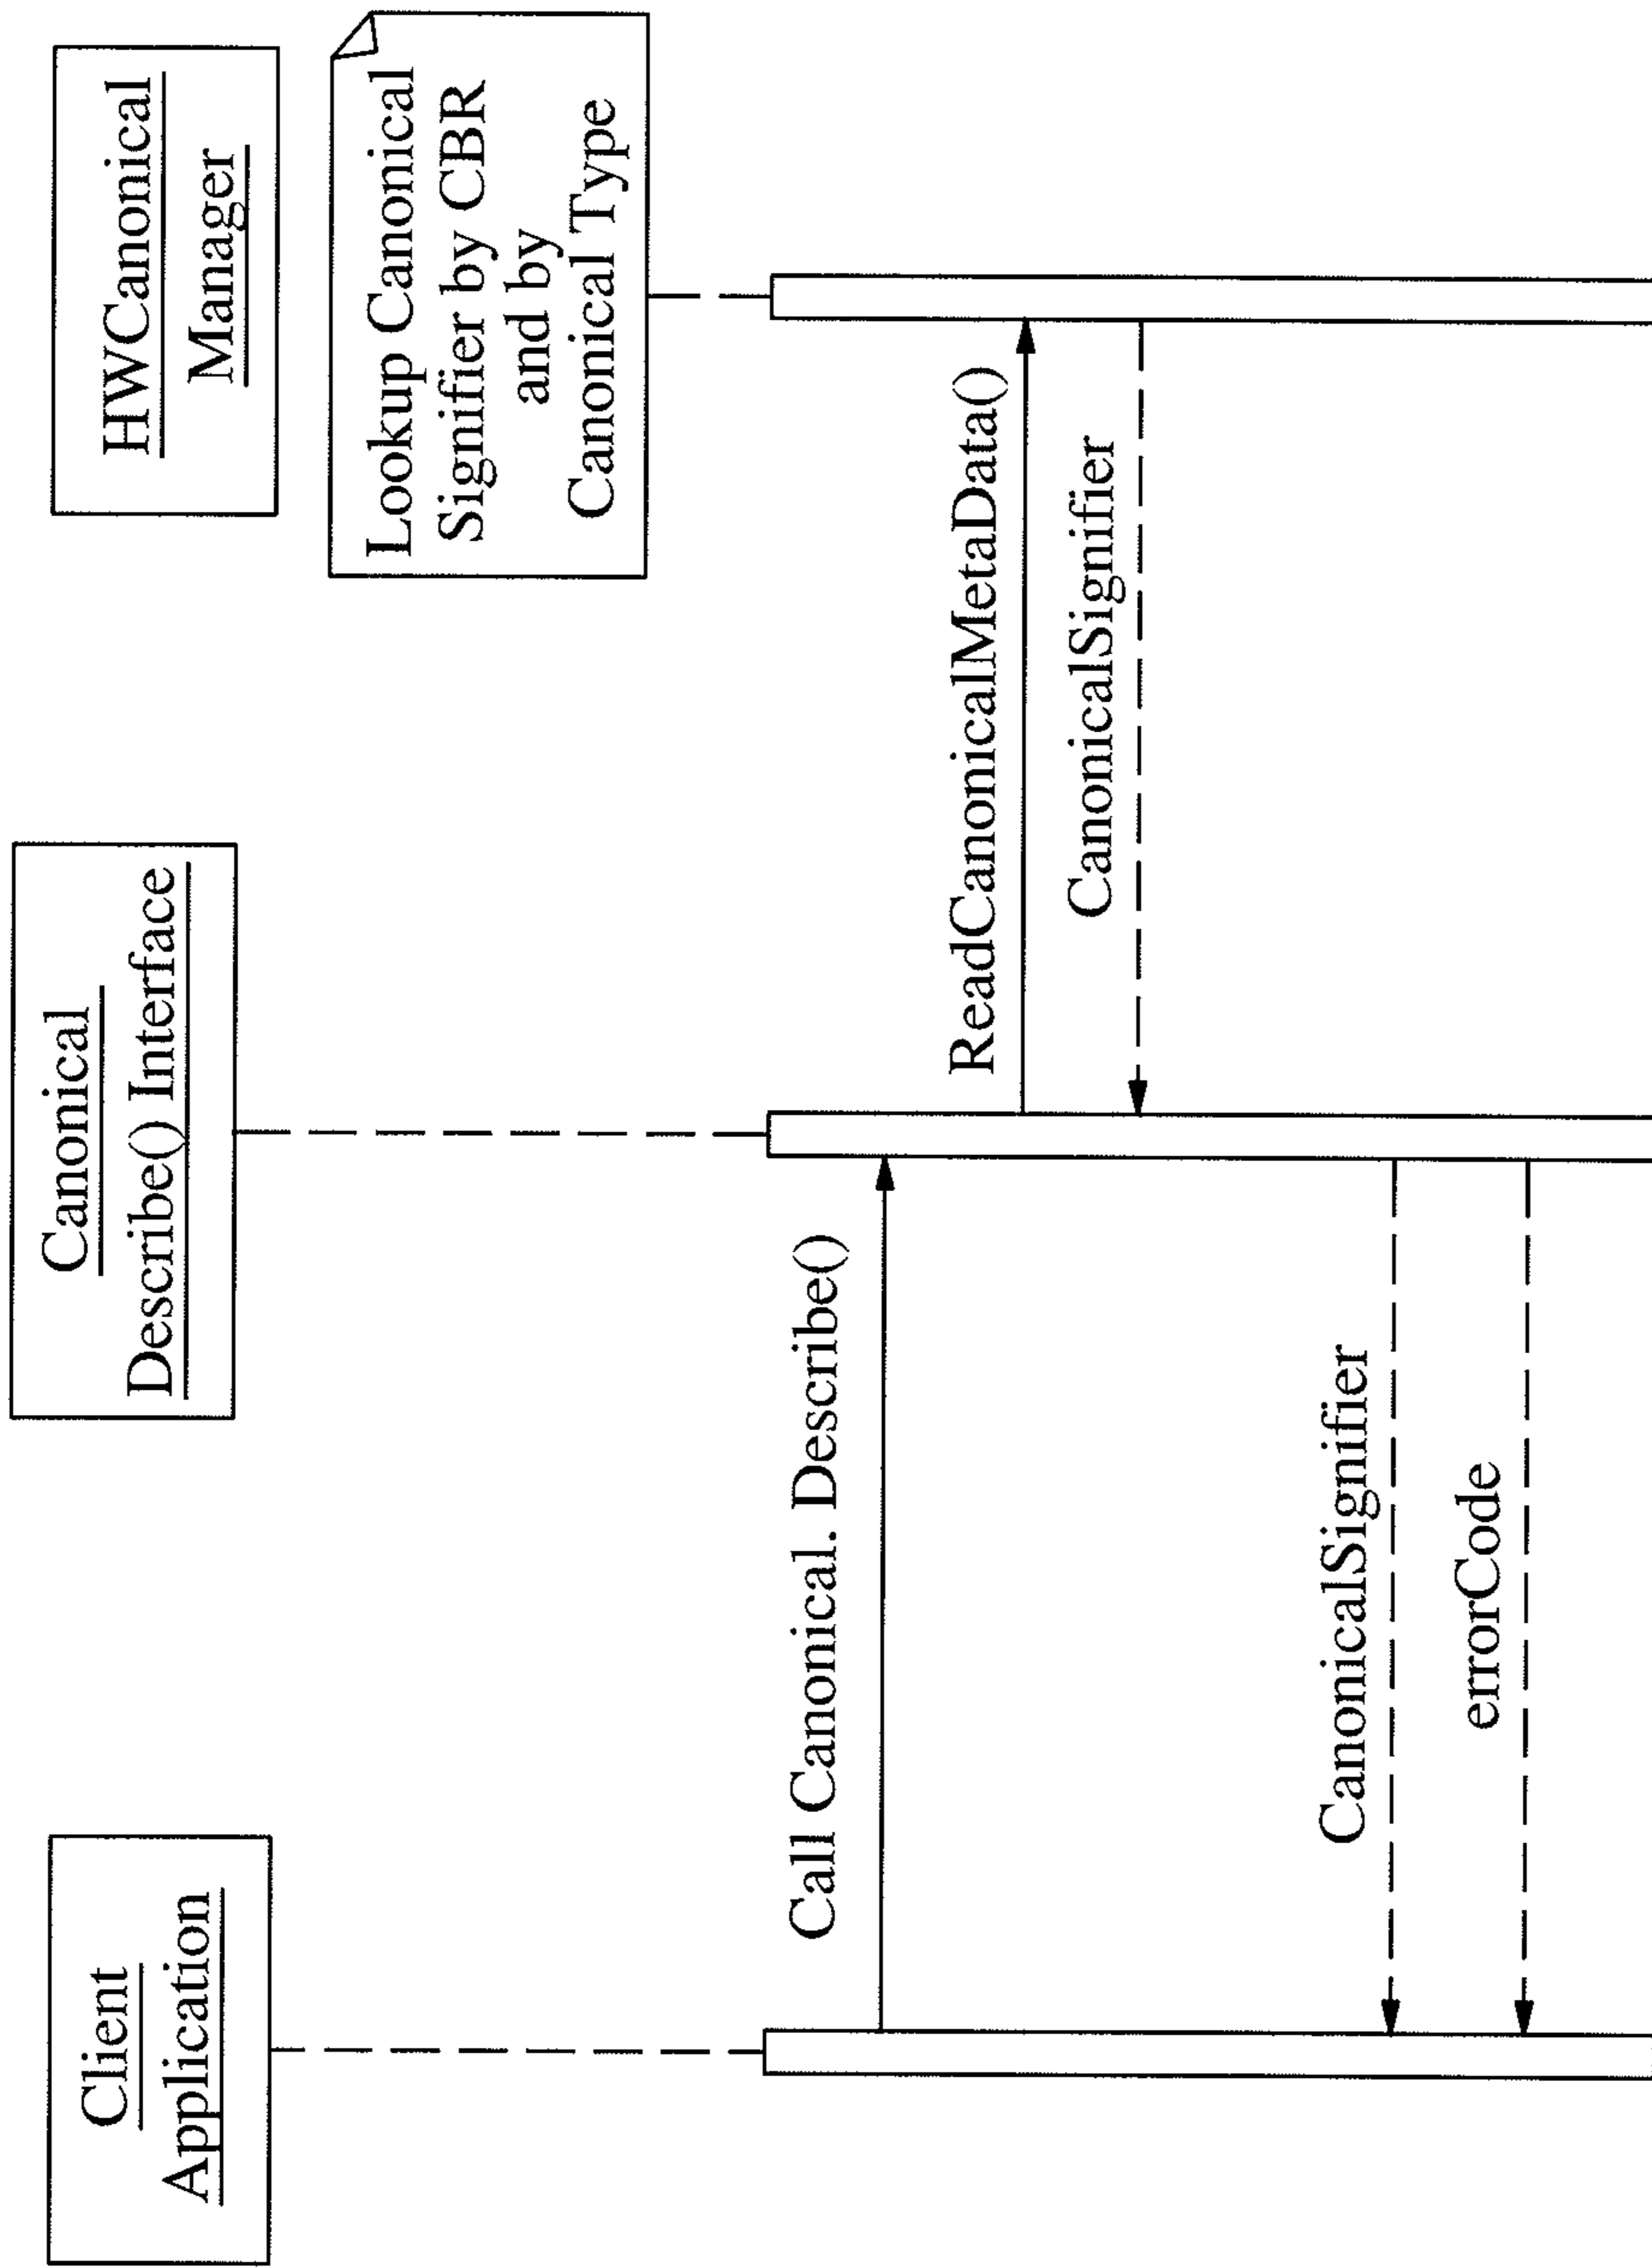 Client
Application
Canonical
Describe() Interface
HWCanonical
Manager
Lookup Canonical
Signifier by CBR
and by
Canonical Type
Call Canonical. Describe()
ReadCanonicalMetaData()
CanonicalSignifier
CanonicalSignifier
errorCode